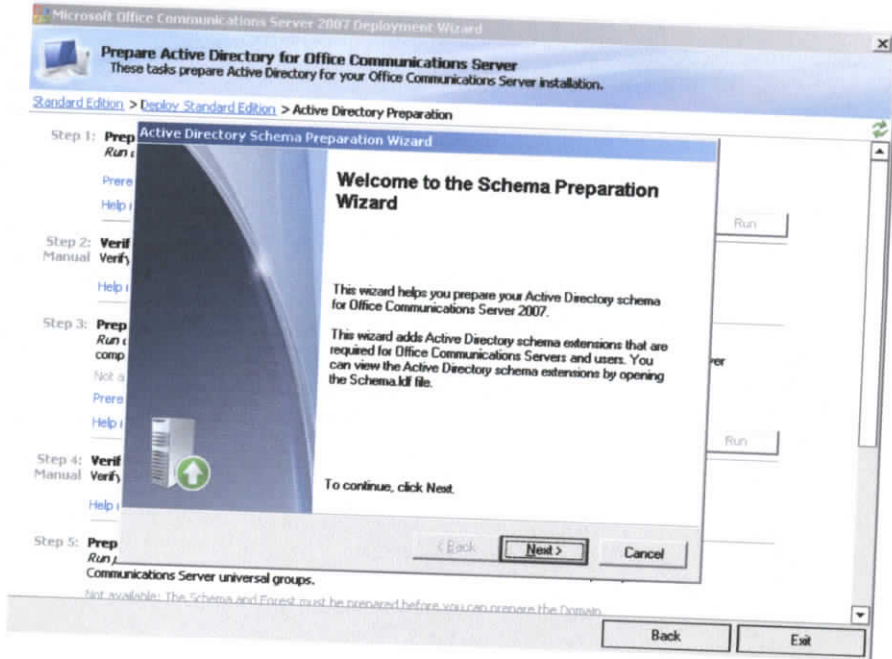 Microsoft Office Communications Server 2007 Deployment Wizard
Prepare Active Directory for Office Communications Server
These tasks prepare Active Directory for your Office Communications Server installation.
Standard Edition > Deploy Standard Edition > Active Directory Preparation
Step 1: Prep
Run
Prere
Help
Run
Step 2: Verif
Manual Verify
Help
Step 3: Prep
Run
comp
ver
Not a
Prere
Help
Run
Step 4: Verif
Manual Verify
Help
Step 5: Prep
Run
Communications Server universal groups.
Not available: The Schema and Forest must be prepared before you can prepare the Domain.
Active Directory Schema Preparation Wizard
Welcome to the Schema Preparation
Wizard
This wizard helps you prepare your Active Directory schema
for Office Communications Server 2007.
This wizard adds Active Directory schema extensions that are
required for Office Communications Servers and users. You
can view the Active Directory schema extensions by opening
the Schema.ldf file.
To continue, click Next.
< Back Next > Cancel
Back Exit